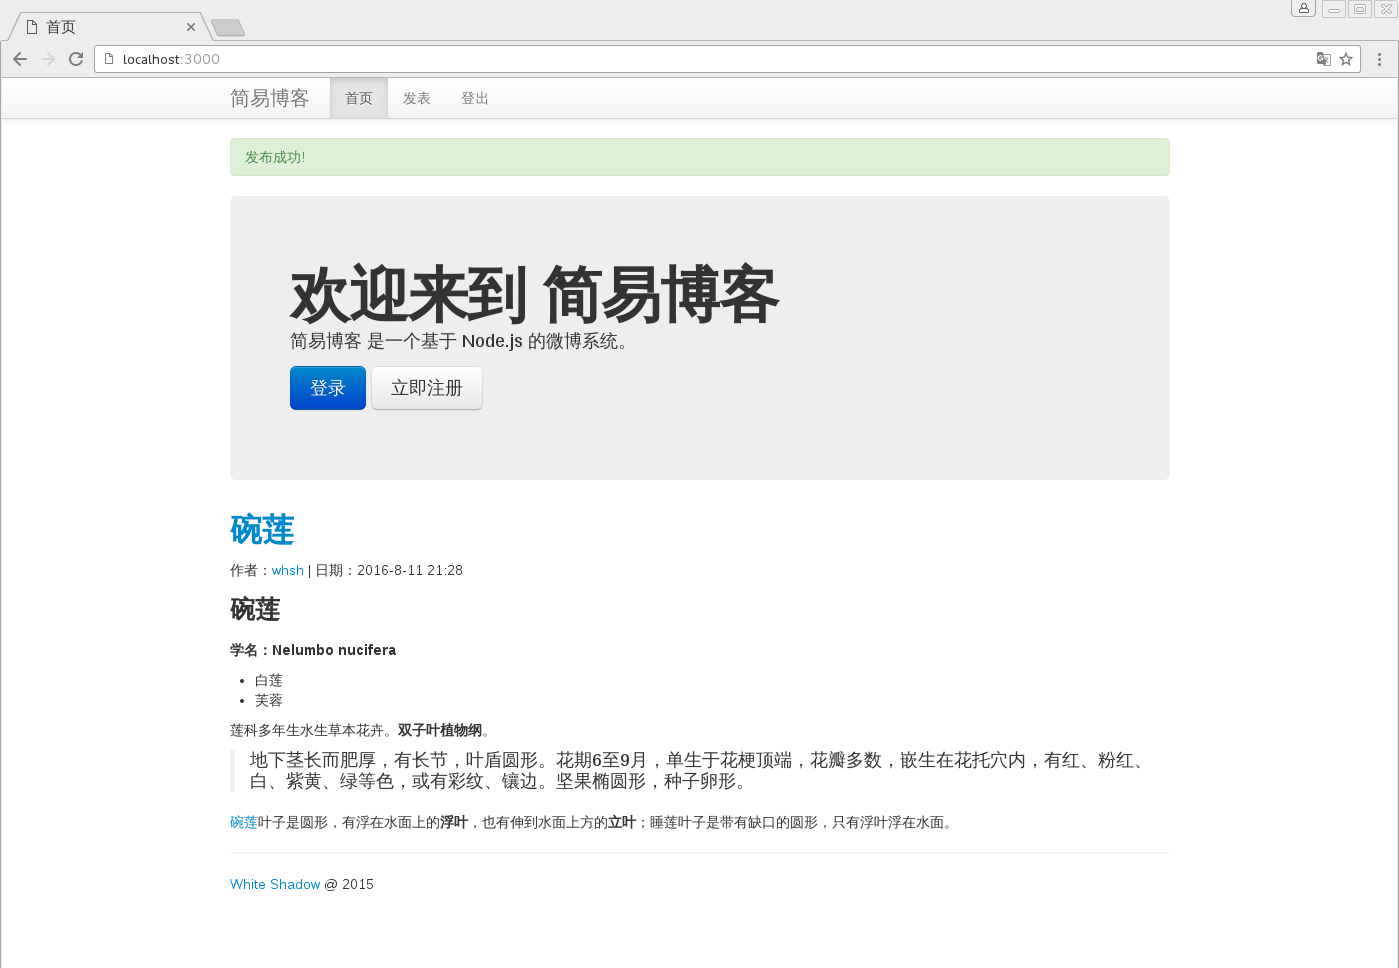 首页
localhost:3000
简易博客 首页 发表 登出
发布成功!
欢迎来到 简易博客
简易博客 是一个基于 Node.js 的微博系统。
登录 立即注册
碗莲
作者：whsh | 日期：2016-8-11 21:28
碗莲
学名：Nelumbo nucifera
白莲
芙蓉
莲科多年生水生草本花卉。双子叶植物纲。
地下茎长而肥厚，有长节，叶盾圆形。花期6至9月，单生于花梗顶端，花瓣多数，嵌生在花托穴内，有红、粉红、
白、紫黄、绿等色，或有彩纹、镶边。坚果椭圆形，种子卵形。
碗莲叶子是圆形，有浮在水面上的浮叶，也有伸到水面上方的立叶；睡莲叶子是带有缺口的圆形，只有浮叶浮在水面。
White Shadow @ 2015